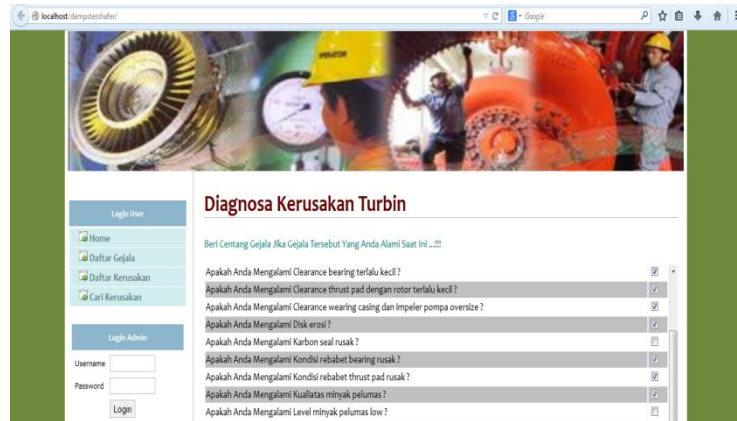 localhost/dempstershafer/
Google
OPERATOR
Login User
Home
Daftar Gejala
Daftar Kerusakan
Cari Kerusakan
Login Admin
Username
Password
Login
Diagnosa Kerusakan Turbin
Beri Centang Gejala Jika Gejala Tersebut Yang Anda Alami Saat Ini ...!!!
Apakah Anda Mengalami Clearance bearing terlalu kecil ?
Apakah Anda Mengalami Clearance thrust pad dengan rotor terlalu kecil ?
Apakah Anda Mengalami Clearance wearing casing dan impeler pompa oversize ?
Apakah Anda Mengalami Disk erosi ?
Apakah Anda Mengalami Karbon seal rusak ?
Apakah Anda Mengalami Kondisi rebabet bearing rusak ?
Apakah Anda Mengalami Kondisi rebabet thrust pad rusak ?
Apakah Anda Mengalami Kualiatas minyak pelumas ?
Apakah Anda Mengalami Level minyak pelumas low ?